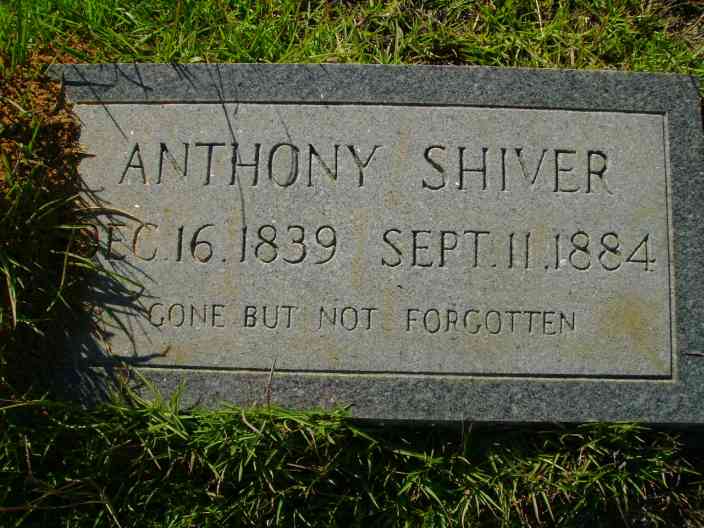 ANTHONY SHIVER
DEC. 16. 1839 SEPT. 11. 1884
GONE BUT NOT FORGOTTEN